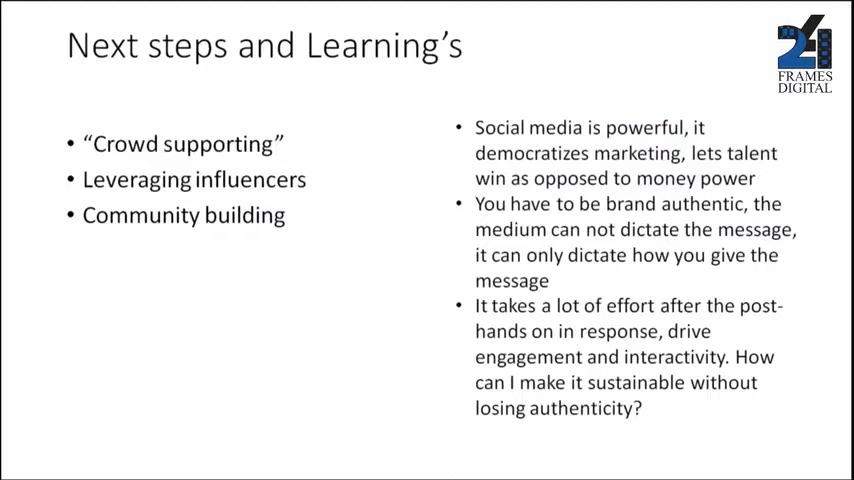 Next steps and Learning's
24
FRAMES
DIGITAL
• “Crowd supporting”
• Leveraging influencers
• Community building
• Social media is powerful, it
democratizes marketing, lets talent
win as opposed to money power
• You have to be brand authentic, the
medium can not dictate the message,
it can only dictate how you give the
message
• It takes a lot of effort after the post-
hands on in response, drive
engagement and interactivity. How
can I make it sustainable without
losing authenticity?